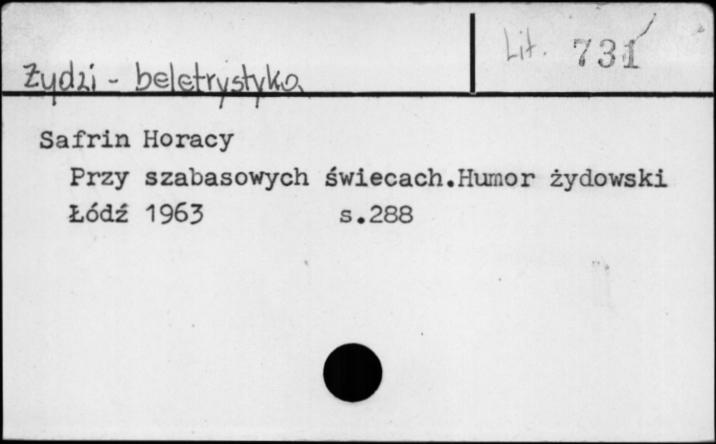 Żydzi - beletrystyka
Lit. 731
Safrin Horacy
Przy szabasowych świecach.Humor żydowski
Łódź 1963 s.288